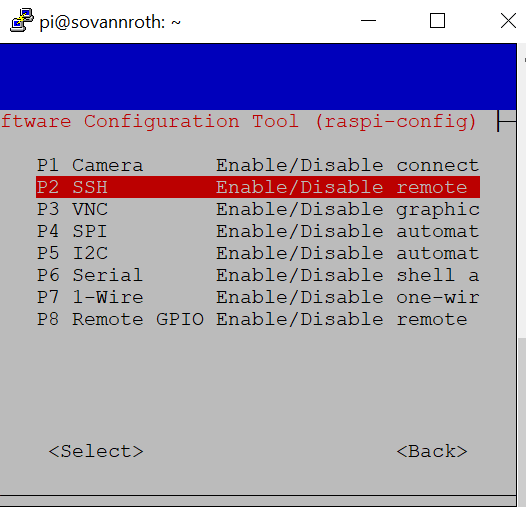 pi@sovannroth: ~
ftware Configuration Tool (raspi-config)
P1 Camera Enable/Disable connect
P2 SSH Enable/Disable remote
P3 VNC Enable/Disable graphic
P4 SPI Enable/Disable automat
P5 I2C Enable/Disable automat
P6 Serial Enable/Disable shell a
P7 1-Wire Enable/Disable one-wir
P8 Remote GPIO Enable/Disable remote
<Select> <Back>